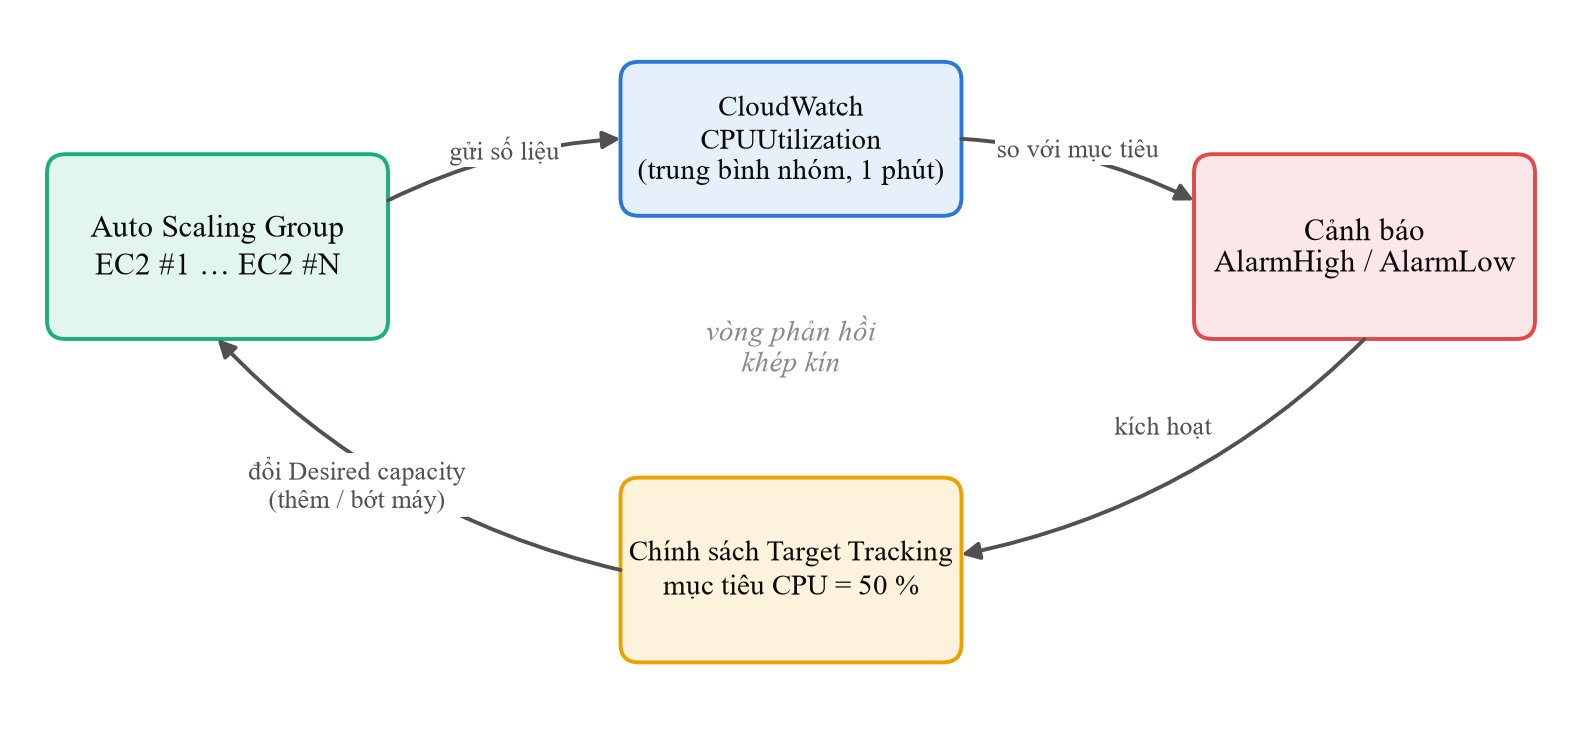 CloudWatch
CPUUtilization
(trung bình nhóm, 1 phút)
gửi số liệu
so với mục tiêu
Auto Scaling Group
EC2 #1 … EC2 #N
Cảnh báo
AlarmHigh / AlarmLow
vòng phản hồi
khép kín
kích hoạt
đổi Desired capacity
(thêm / bớt máy)
Chính sách Target Tracking
mục tiêu CPU = 50 %